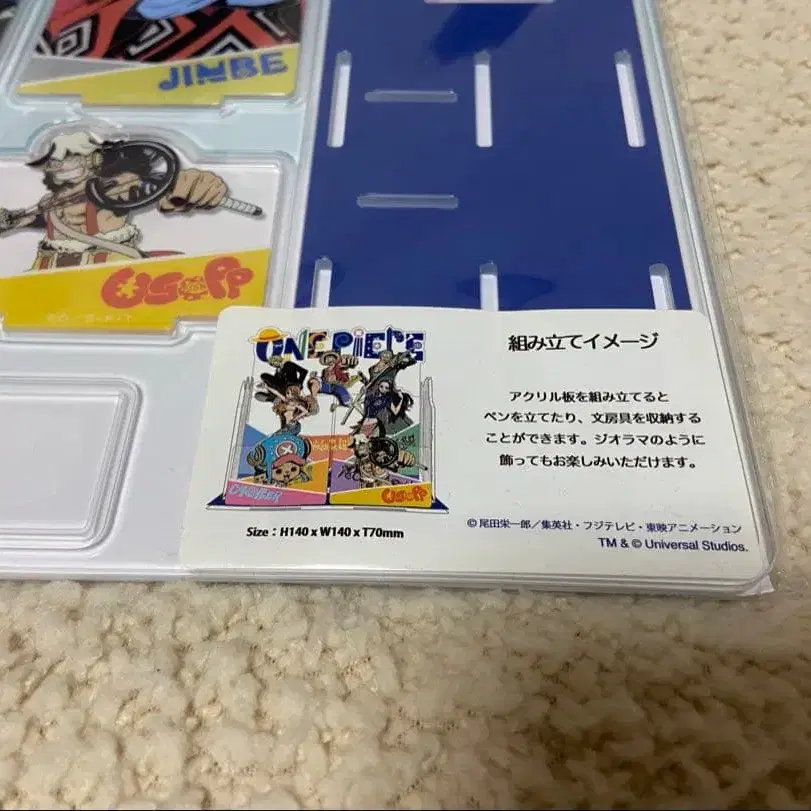 JINBE
USOPP
ONE PIECE
組み立てイメージ
アクリル板を組み立てると
ペンを立てたり、文房具を収納する
ことができます。ジオラマのように
飾ってもお楽しみいただけます。
CHOPPER
USOPP
Size：H140 x W140 x T70mm
©尾田栄一郎／集英社・フジテレビ・東映アニメーション
TM & © Universal Studios.